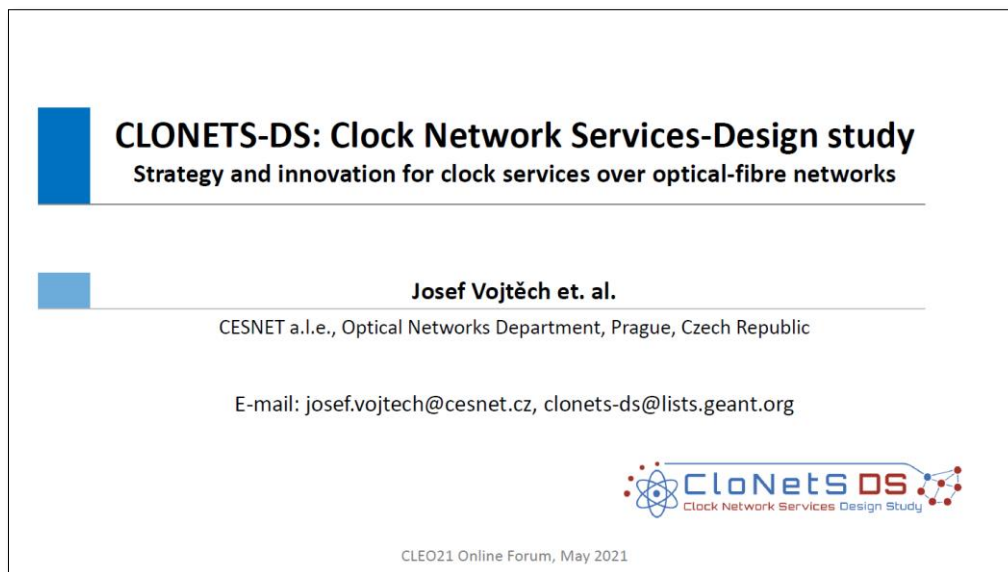 CLONETS-DS: Clock Network Services-Design study
Strategy and innovation for clock services over optical-fibre networks
Josef Vojtěch et. al.
CESNET a.l.e., Optical Networks Department, Prague, Czech Republic
E-mail: josef.vojtech@cesnet.cz, clonets-ds@lists.geant.org
CloNetS DS
Clock Network Services Design Study
CLEO21 Online Forum, May 2021